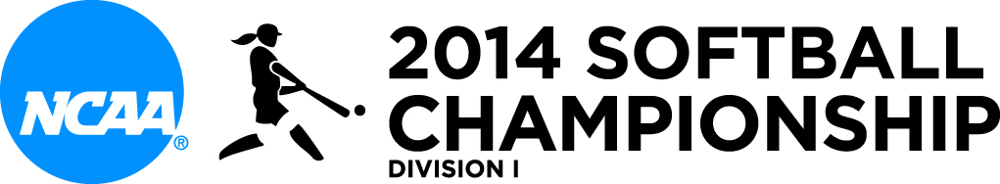 NCAA®
2014 SOFTBALL
CHAMPIONSHIP
DIVISION I